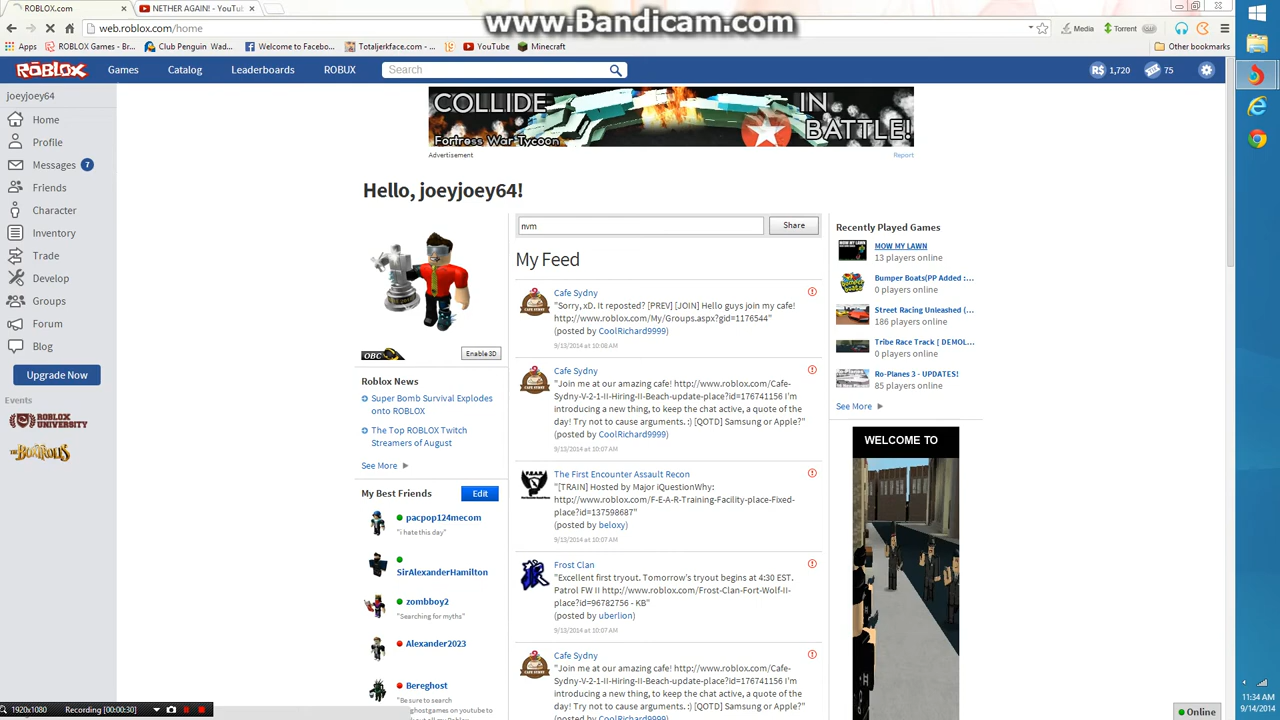 ROBLOX.com
NETHER AGAIN! - YouTu
www.Bandicam.com
web.roblox.com/home
Media
Torrent
Apps
ROBLOX Games - Br...
Club Penguin Wad...
Welcome to Faceb...
Totaljerkface.com - ...
YouTube
Minecraft
Other bookmarks
ROBLOX
Games
Catalog
Leaderboards
ROBUX
Search
R$ 1,720
75
joeyjoey64
Home
Profile
Messages 7
Friends
Character
Inventory
Trade
Develop
Groups
Forum
Blog
Upgrade Now
Events
ROBLOX UNIVERSITY
COLLIDE IN
BATTLE!
Fortress War Tycoon
Advertisement
Report
Hello, joeyjoey64!
OBC
Enable 3D
Roblox News
Super Bomb Survival Explodes
onto ROBLOX
The Top ROBLOX Twitch
Streamers of August
See More
My Best Friends
Edit
pacpop124mecom
"i hate this day"
SirAlexanderHamilton
zombboy2
"Searching for myths"
Alexander2023
Bereghost
"Be sure to search
ghostgames on youtube to
nvm
Share
My Feed
Cafe Sydny
"Sorry, xD. It reposted? [PREV] [JOIN] Hello guys join my cafe!
http://www.roblox.com/My/Groups.aspx?gid=1176544"
(posted by CoolRichard9999)
9/13/2014 at 10:08 AM
Cafe Sydny
"Join me at our amazing cafe! http://www.roblox.com/Cafe-
Sydny-V-2-1-II-Hiring-II-Beach-update-place?id=176741156 I'm
introducing a new thing, to keep the chat active, a quote of the
day! Try not to cause arguments. :) [QOTD] Samsung or Apple?"
(posted by CoolRichard9999)
9/13/2014 at 10:07 AM
The First Encounter Assault Recon
"[TRAIN] Hosted by Major iQuestionWhy:
http://www.roblox.com/F-E-A-R-Training-Facility-place-Fixed-
place?id=137598687"
(posted by beloxy)
9/13/2014 at 10:07 AM
Frost Clan
"Excellent first tryout. Tomorrow's tryout begins at 4:30 EST.
Patrol FW II http://www.roblox.com/Frost-Clan-Fort-Wolf-II-
place?id=96782756 - KB"
(posted by uberlion)
9/13/2014 at 10:07 AM
Cafe Sydny
"Join me at our amazing cafe! http://www.roblox.com/Cafe-
Sydny-V-2-1-II-Hiring-II-Beach-update-place?id=176741156 I'm
introducing a new thing, to keep the chat active, a quote of the
day! Try not to cause arguments. :) [QOTD] Samsung or Apple?"
(posted by CoolRichard9999)
Recently Played Games
MOW MY LAWN
13 players online
Bumper Boats(PP Added :...
0 players online
Street Racing Unleashed (...
186 players online
Tribe Race Track [ DEMOL...
0 players online
Ro-Planes 3 - UPDATES!
85 players online
See More
WELCOME TO
1920x1080
Recording [00:00:30]
Online
11:34 AM
9/14/2014